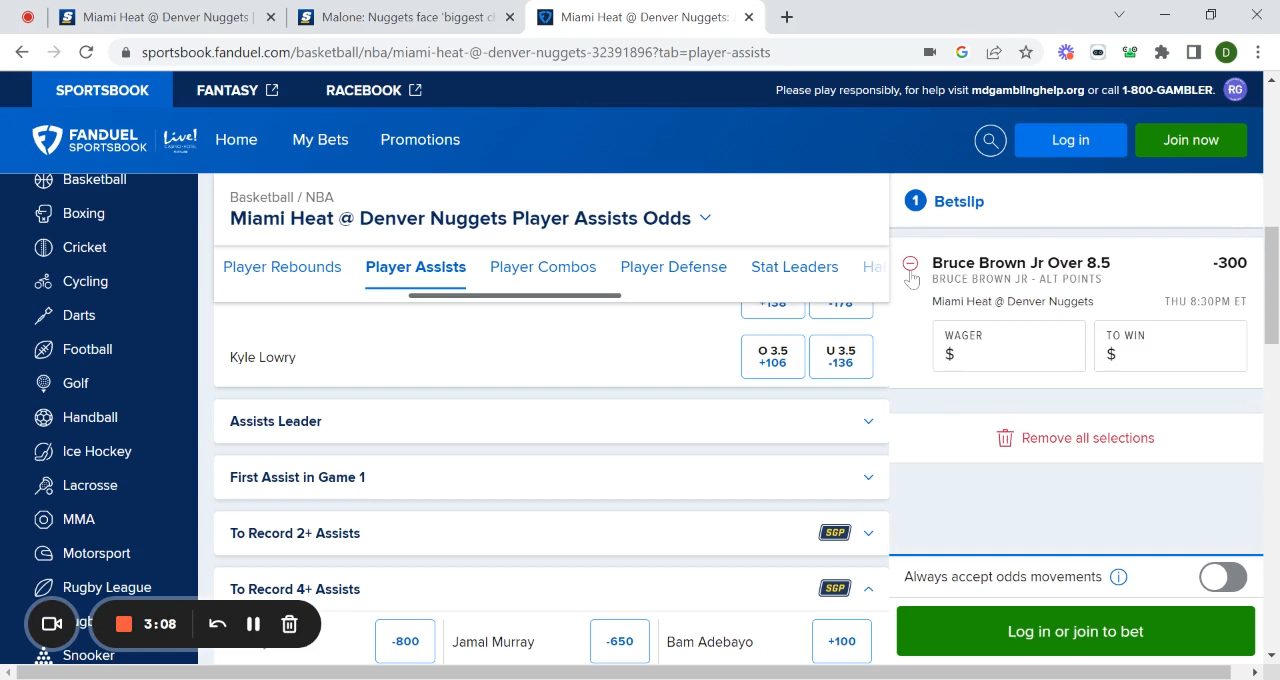 Miami Heat @ Denver Nuggets |
Malone: Nuggets face 'biggest cl
Miami Heat @ Denver Nuggets:
sportsbook.fanduel.com/basketball/nba/miami-heat-@-denver-nuggets-32391896?tab=player-assists
D
SPORTSBOOK
FANTASY
RACEBOOK
Please play responsibly, for help visit mdgamblinghelp.org or call 1-800-GAMBLER.
RG
FANDUEL
SPORTSBOOK
Live!
Home
My Bets
Promotions
Log in
Join now
Basketball
Boxing
Cricket
Cycling
Darts
Football
Golf
Handball
Ice Hockey
Lacrosse
MMA
Motorsport
Rugby League
Snooker
3:08
Basketball / NBA
Miami Heat @ Denver Nuggets Player Assists Odds
Player Rebounds
Player Assists
Player Combos
Player Defense
Stat Leaders
Hal
+138
-178
Kyle Lowry
O 3.5
+106
U 3.5
-136
Assists Leader
First Assist in Game 1
To Record 2+ Assists
SGP
To Record 4+ Assists
SGP
-800
Jamal Murray
-650
Bam Adebayo
+100
1 Betslip
Bruce Brown Jr Over 8.5
-300
BRUCE BROWN JR - ALT POINTS
Miami Heat @ Denver Nuggets
THU 8:30PM ET
WAGER
$
TO WIN
$
Remove all selections
Always accept odds movements
Log in or join to bet